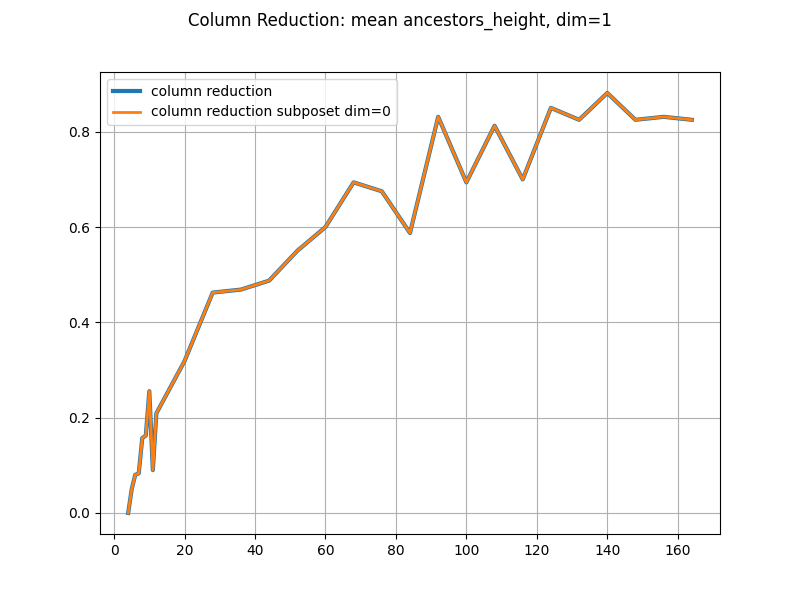 Column Reduction: mean ancestors_height, dim=1
column reduction
column reduction subposet dim=0
0.8
0.6
0.4
0.2
0.0
0 20 40 60 80 100 120 140 160